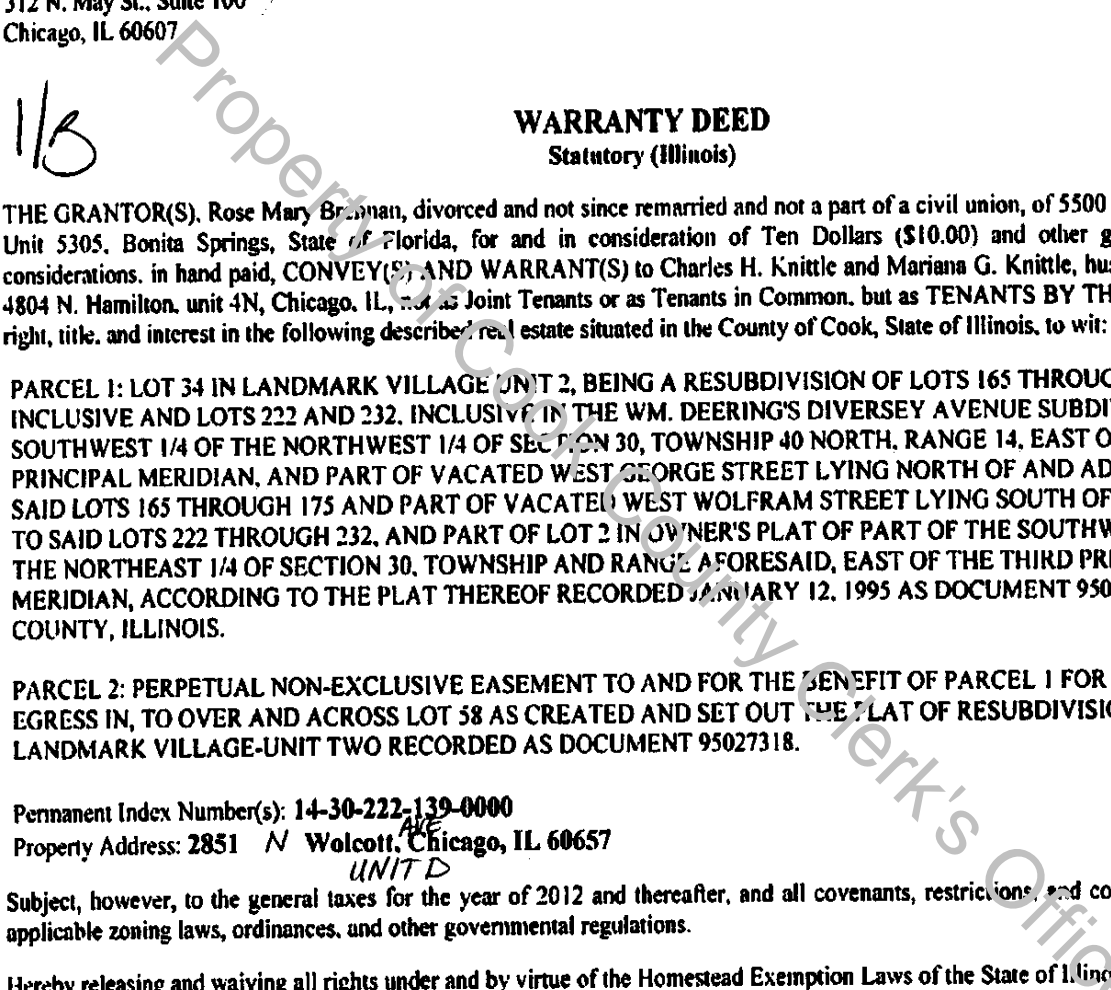 312 N. May St., Suite 100
Chicago, IL 60607
1/B
WARRANTY DEED
Statutory (Illinois)
THE GRANTOR(S), Rose Mary Brennan, divorced and not since remarried and not a part of a civil union, of 5500
Unit 5305, Bonita Springs, State of Florida, for and in consideration of Ten Dollars ($10.00) and other g
considerations, in hand paid, CONVEY(S) AND WARRANT(S) to Charles H. Knittle and Mariana G. Knittle, hus
4804 N. Hamilton, unit 4N, Chicago, IL, not as Joint Tenants or as Tenants in Common, but as TENANTS BY TH
right, title, and interest in the following described real estate situated in the County of Cook, State of Illinois, to wit:
PARCEL 1: LOT 34 IN LANDMARK VILLAGE UNIT 2, BEING A RESUBDIVISION OF LOTS 165 THROUG
INCLUSIVE AND LOTS 222 AND 232, INCLUSIVE IN THE WM. DEERING'S DIVERSEY AVENUE SUBDI
SOUTHWEST 1/4 OF THE NORTHWEST 1/4 OF SECTION 30, TOWNSHIP 40 NORTH, RANGE 14, EAST O
PRINCIPAL MERIDIAN, AND PART OF VACATED WEST GEORGE STREET LYING NORTH OF AND AD
SAID LOTS 165 THROUGH 175 AND PART OF VACATED WEST WOLFRAM STREET LYING SOUTH OF
TO SAID LOTS 222 THROUGH 232, AND PART OF LOT 2 IN OWNER'S PLAT OF PART OF THE SOUTHW
THE NORTHEAST 1/4 OF SECTION 30, TOWNSHIP AND RANGE AFORESAID, EAST OF THE THIRD PRI
MERIDIAN, ACCORDING TO THE PLAT THEREOF RECORDED JANUARY 12, 1995 AS DOCUMENT 950
COUNTY, ILLINOIS.
PARCEL 2: PERPETUAL NON-EXCLUSIVE EASEMENT TO AND FOR THE BENEFIT OF PARCEL 1 FOR
EGRESS IN, TO OVER AND ACROSS LOT 58 AS CREATED AND SET OUT THE PLAT OF RESUBDIVISIO
LANDMARK VILLAGE-UNIT TWO RECORDED AS DOCUMENT 95027318.
Permanent Index Number(s): 14-30-222-139-0000
Property Address: 2851 N Wolcott, AVE. Chicago, IL 60657
UNIT D
Subject, however, to the general taxes for the year of 2012 and thereafter, and all covenants, restrictions, and co
applicable zoning laws, ordinances, and other governmental regulations.
Hereby releasing and waiving all rights under and by virtue of the Homestead Exemption Laws of the State of Illino
Property of Cook County Clerk's Offic